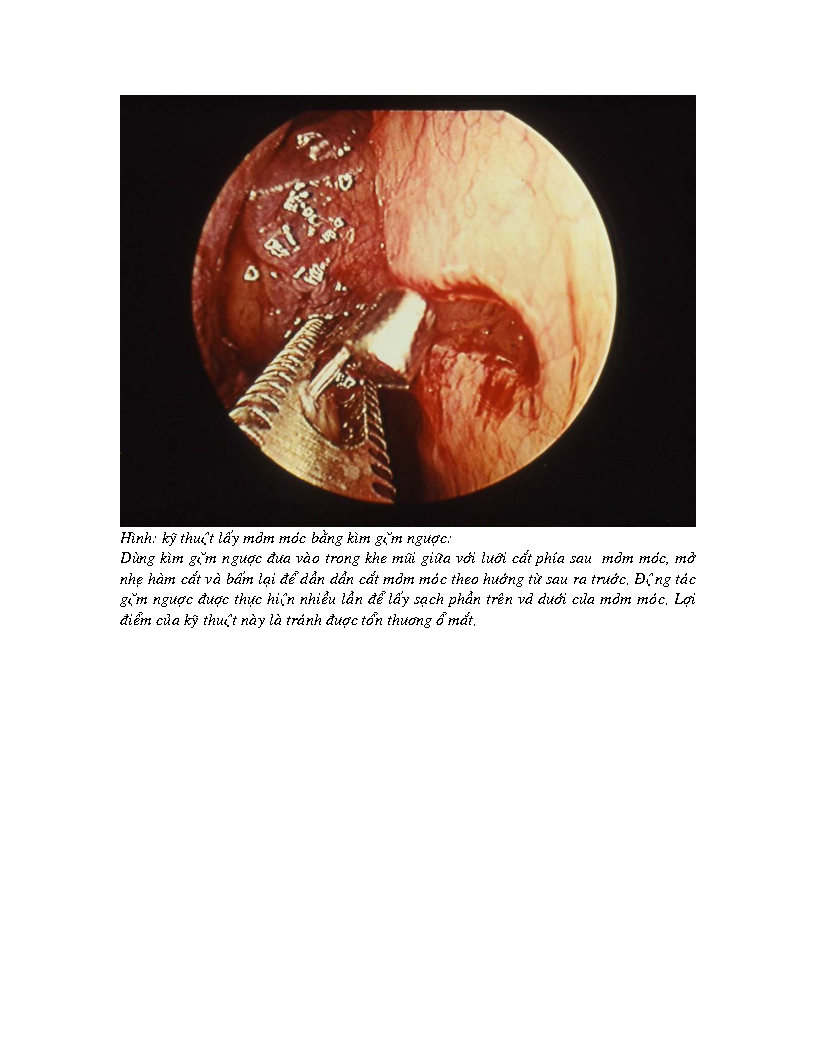 Hình: kỹ thuật lấy mỏm móc bằng kìm gặm ngược:
Dùng kìm gặm ngược đưa vào trong khe mũi giữa với lưỡi cắt phía sau mỏm móc, mở
nhẹ hàm cắt và bấm lại để dần dần cắt mỏm móc theo hướng từ sau ra trước. Động tác
gặm ngược được thực hiện nhiều lần để lấy sạch phần trên và dưới của mỏm móc. Lợi
điểm của kỹ thuật này là tránh được tổn thương ổ mắt.